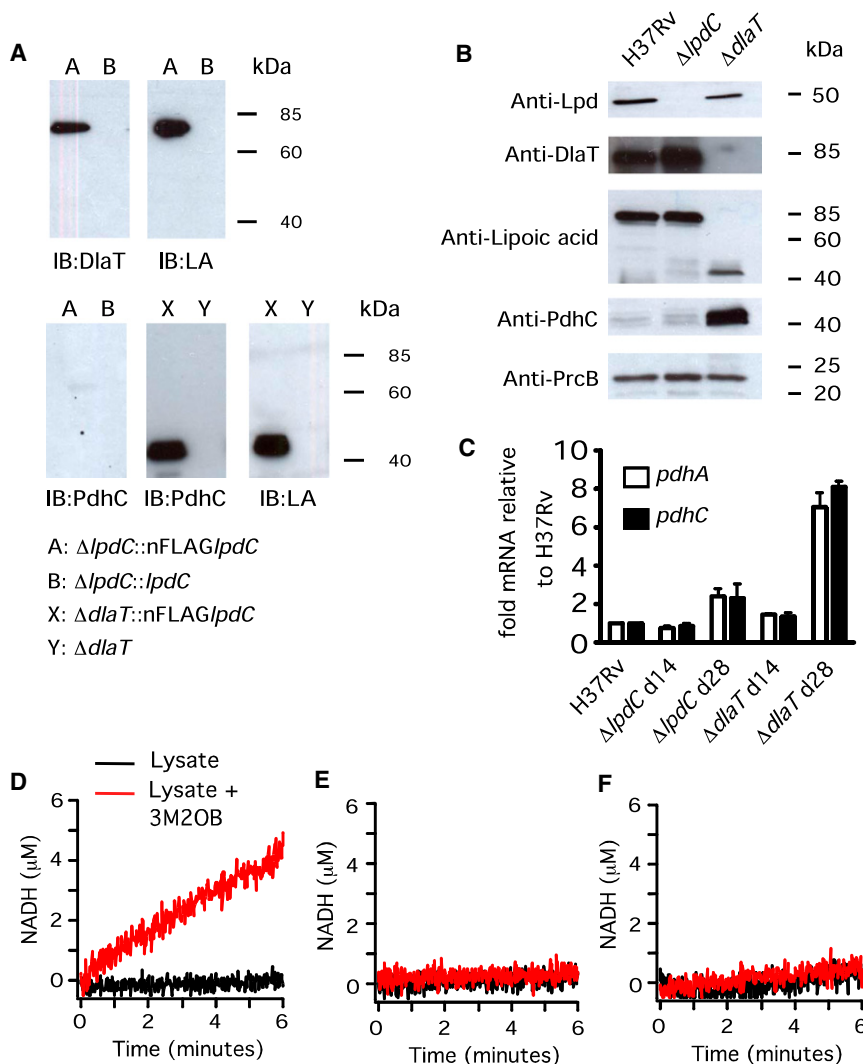 A
A B A B kDa
85
60
40
IB:DlaT IB:LA
A B X Y X Y kDa
85
60
40
IB:PdhC IB:PdhC IB:LA
A: ΔlpdC::nFLAGlpdC
B: ΔlpdC::lpdC
X: ΔdlaT::nFLAGlpdC
Y: ΔdlaT
B
H37Rv ΔlpdC ΔdlaT kDa
Anti-Lpd 50
Anti-DlaT 85
Anti-Lipoic acid 85
60
40
Anti-PdhC 40
Anti-PrcB 25
20
C
fold mRNA relative
to H37Rv
10
8
6
4
2
0
pdhA
pdhC
H37Rv
ΔlpdC d14
ΔlpdC d28
ΔdlaT d14
ΔdlaT d28
Lysate
Lysate +
3M2OB
D
NADH (μM)
6
4
2
0
0 2 4 6
Time (minutes)
E
NADH (μM)
6
4
2
0
0 2 4 6
Time (minutes)
F
NADH (μM)
6
4
2
0
0 2 4 6
Time (minutes)